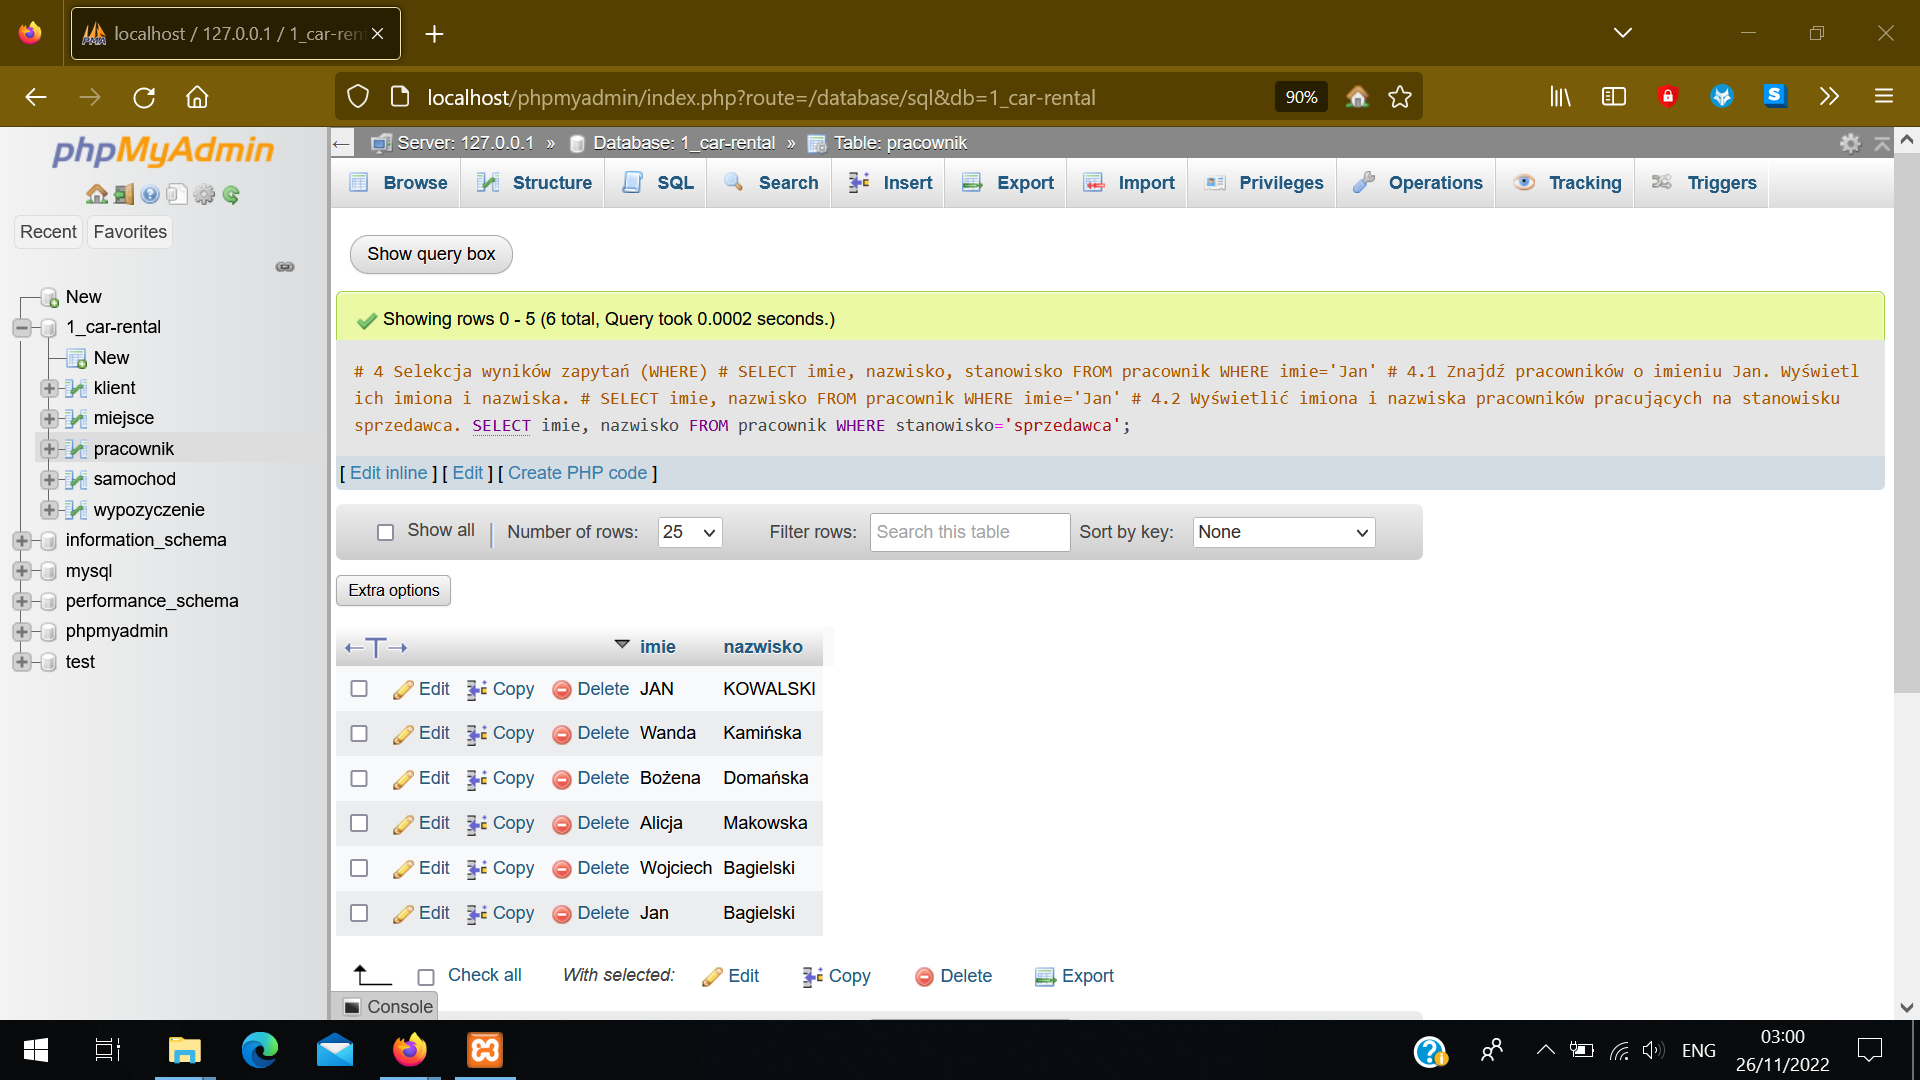 localhost / 127.0.0.1 / 1_car-ren
localhost/phpmyadmin/index.php?route=/database/sql&db=1_car-rental
90%
phpMyAdmin
Recent Favorites
New
1_car-rental
New
klient
miejsce
pracownik
samochod
wypozyczenie
information_schema
mysql
performance_schema
phpmyadmin
test
Server: 127.0.0.1 » Database: 1_car-rental » Table: pracownik
Browse Structure SQL Search Insert Export Import Privileges Operations Tracking Triggers
Show query box
Showing rows 0 - 5 (6 total, Query took 0.0002 seconds.)
# 4 Selekcja wyników zapytań (WHERE) # SELECT imie, nazwisko, stanowisko FROM pracownik WHERE imie='Jan' # 4.1 Znajdź pracowników o imieniu Jan. Wyświetl
ich imiona i nazwiska. # SELECT imie, nazwisko FROM pracownik WHERE imie='Jan' # 4.2 Wyświetlić imiona i nazwiska pracowników pracujących na stanowisku
sprzedawca. SELECT imie, nazwisko FROM pracownik WHERE stanowisko='sprzedawca';
[ Edit inline ] [ Edit ] [ Create PHP code ]
Show all | Number of rows: 25 Filter rows: Search this table Sort by key: None
Extra options
←T→ imie nazwisko
Edit Copy Delete JAN KOWALSKI
Edit Copy Delete Wanda Kamińska
Edit Copy Delete Bożena Domańska
Edit Copy Delete Alicja Makowska
Edit Copy Delete Wojciech Bagielski
Edit Copy Delete Jan Bagielski
Check all With selected: Edit Copy Delete Export
Console
ENG
03:00
26/11/2022